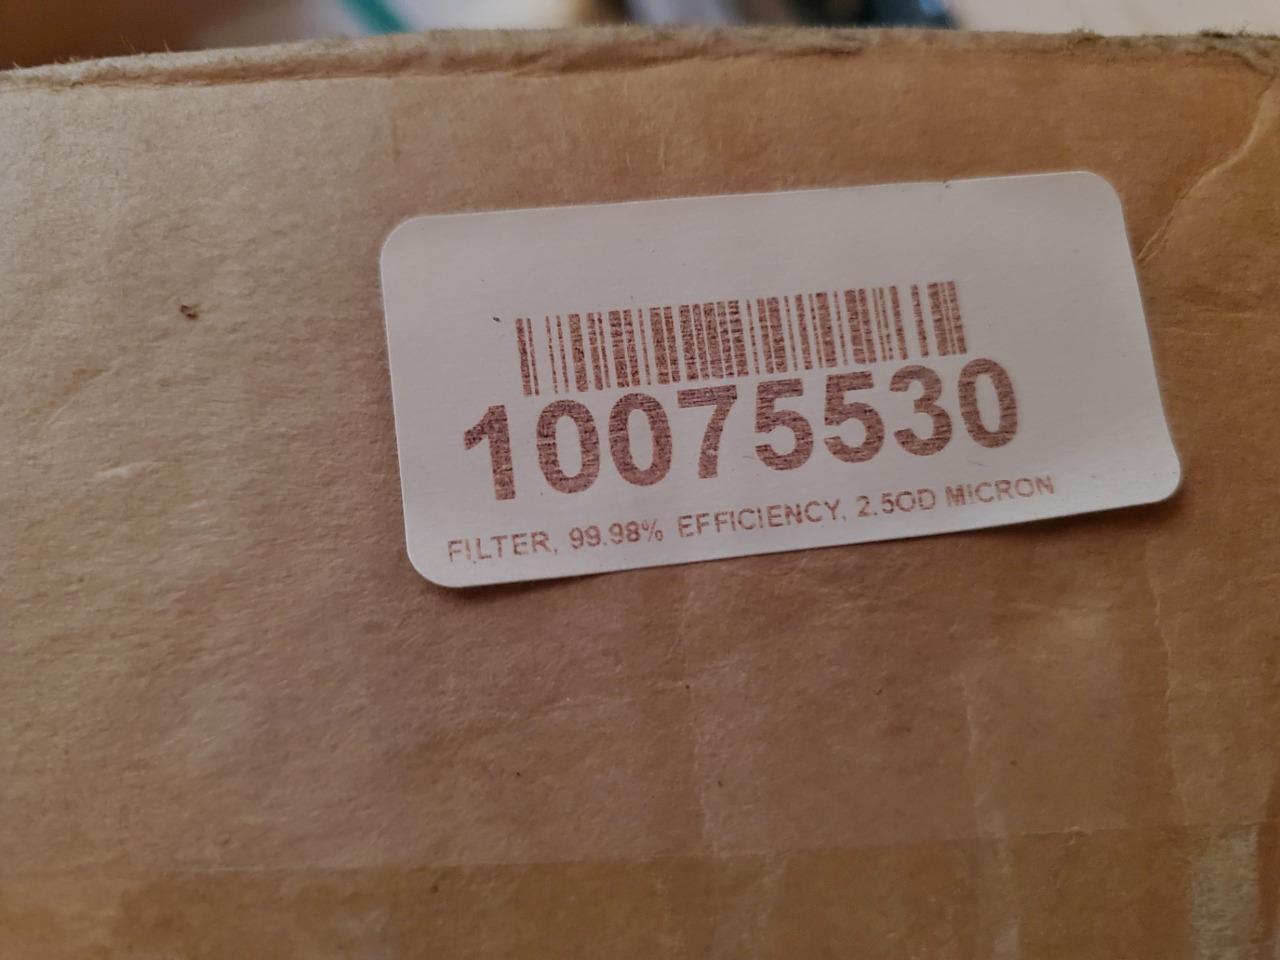 10075530
FILTER, 99.98% EFFICIENCY, 2.5OD MICRON